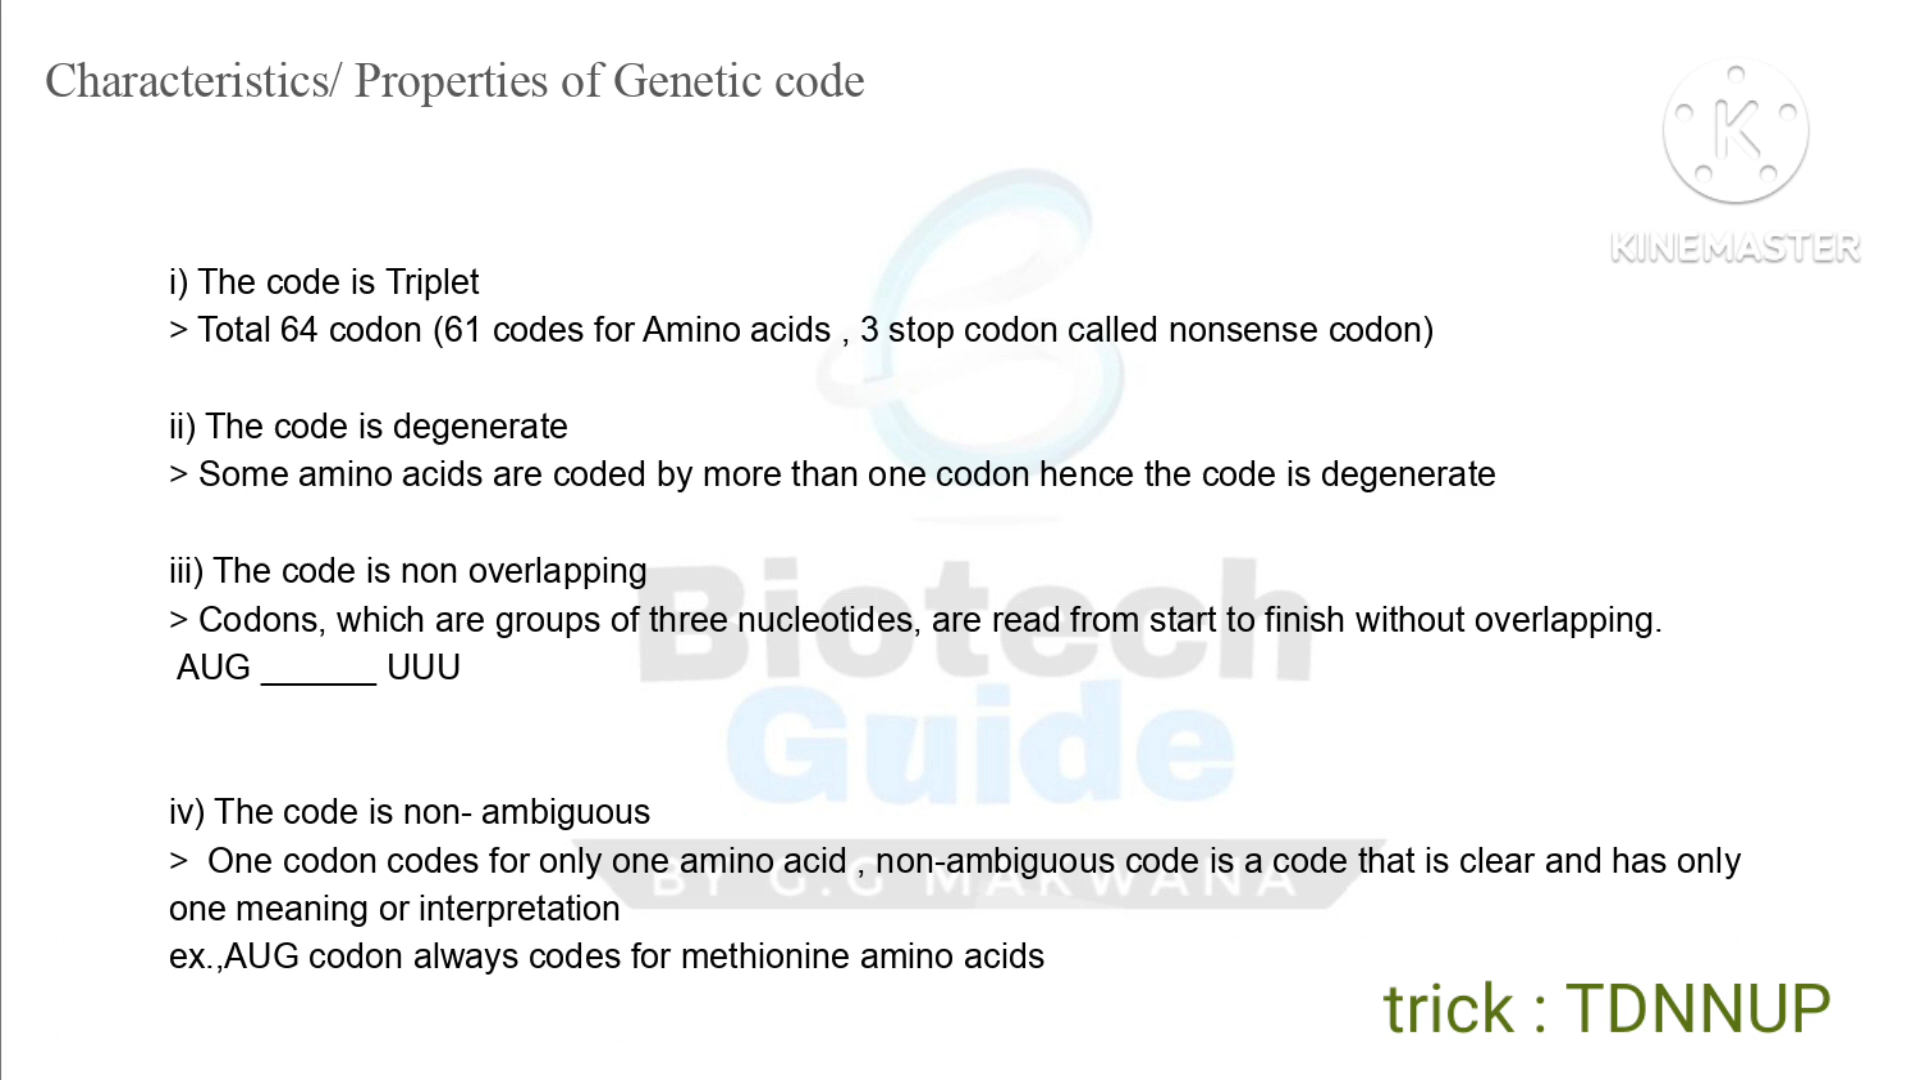 Characteristics/ Properties of Genetic code
K
KINEMASTER
i) The code is Triplet
> Total 64 codon (61 codes for Amino acids , 3 stop codon called nonsense codon)
ii) The code is degenerate
> Some amino acids are coded by more than one codon hence the code is degenerate
iii) The code is non overlapping
> Codons, which are groups of three nucleotides, are read from start to finish without overlapping.
AUG ______ UUU
Biotech
Guide
iv) The code is non- ambiguous
> One codon codes for only one amino acid , non-ambiguous code is a code that is clear and has only
BY G.G MAKWANA
one meaning or interpretation
ex.,AUG codon always codes for methionine amino acids
trick : TDNNUP